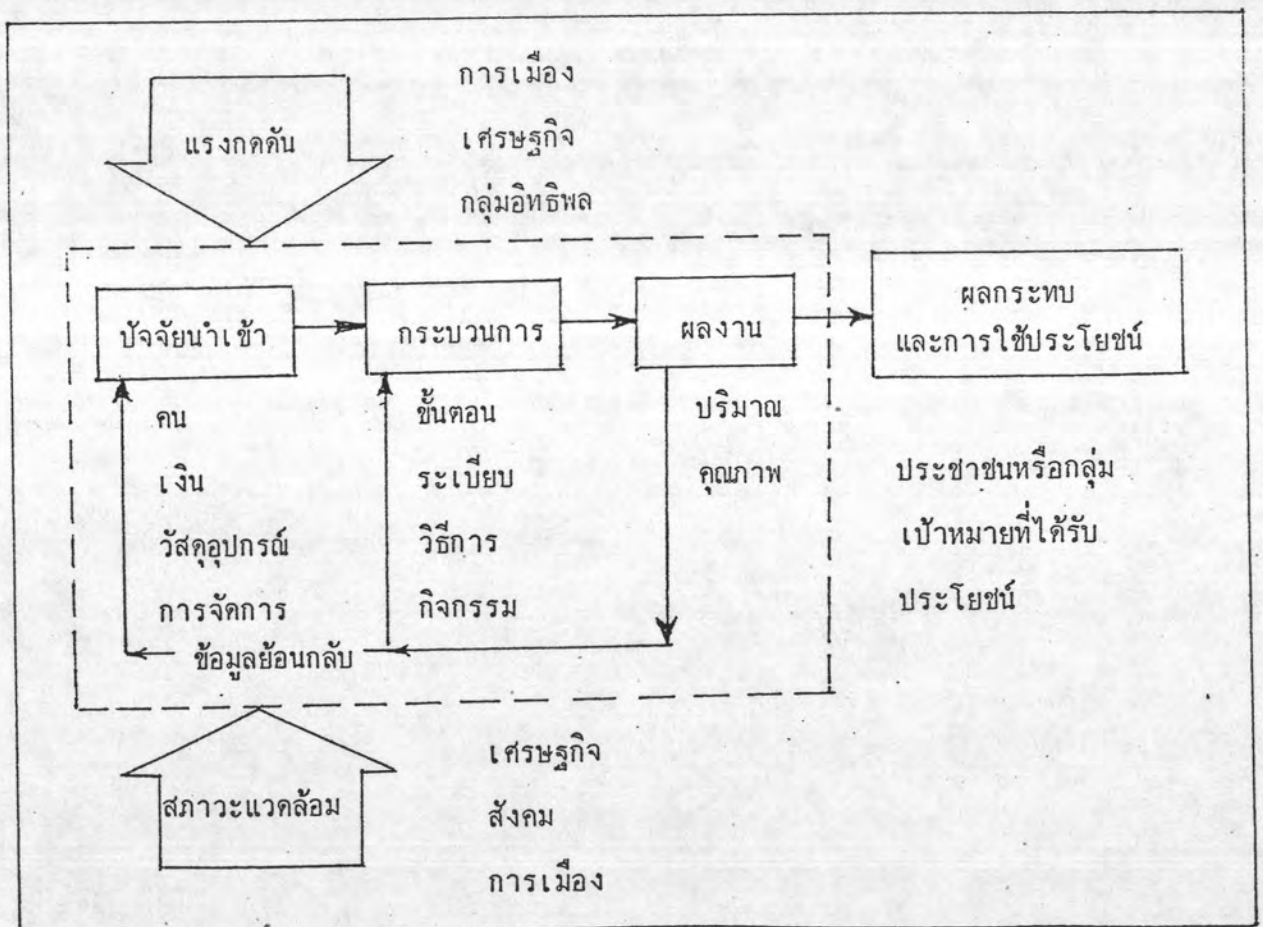 การเมือง
แรงกดดัน
เศรษฐกิจ
กลุ่มอิทธิพล
ปัจจัยนำเข้า
กระบวนการ
ผลงาน
ผลกระทบ
และการใช้ประโยชน์
คน
เงิน
วัสดุอุปกรณ์
การจัดการ
ขั้นตอน
ระเบียบ
วิธีการ
กิจกรรม
ปริมาณ
คุณภาพ
ประชาชนหรือกลุ่ม
เป้าหมายที่ได้รับ
ประโยชน์
ข้อมูลย้อนกลับ
สภาวะแวดล้อม
เศรษฐกิจ
สังคม
การเมือง